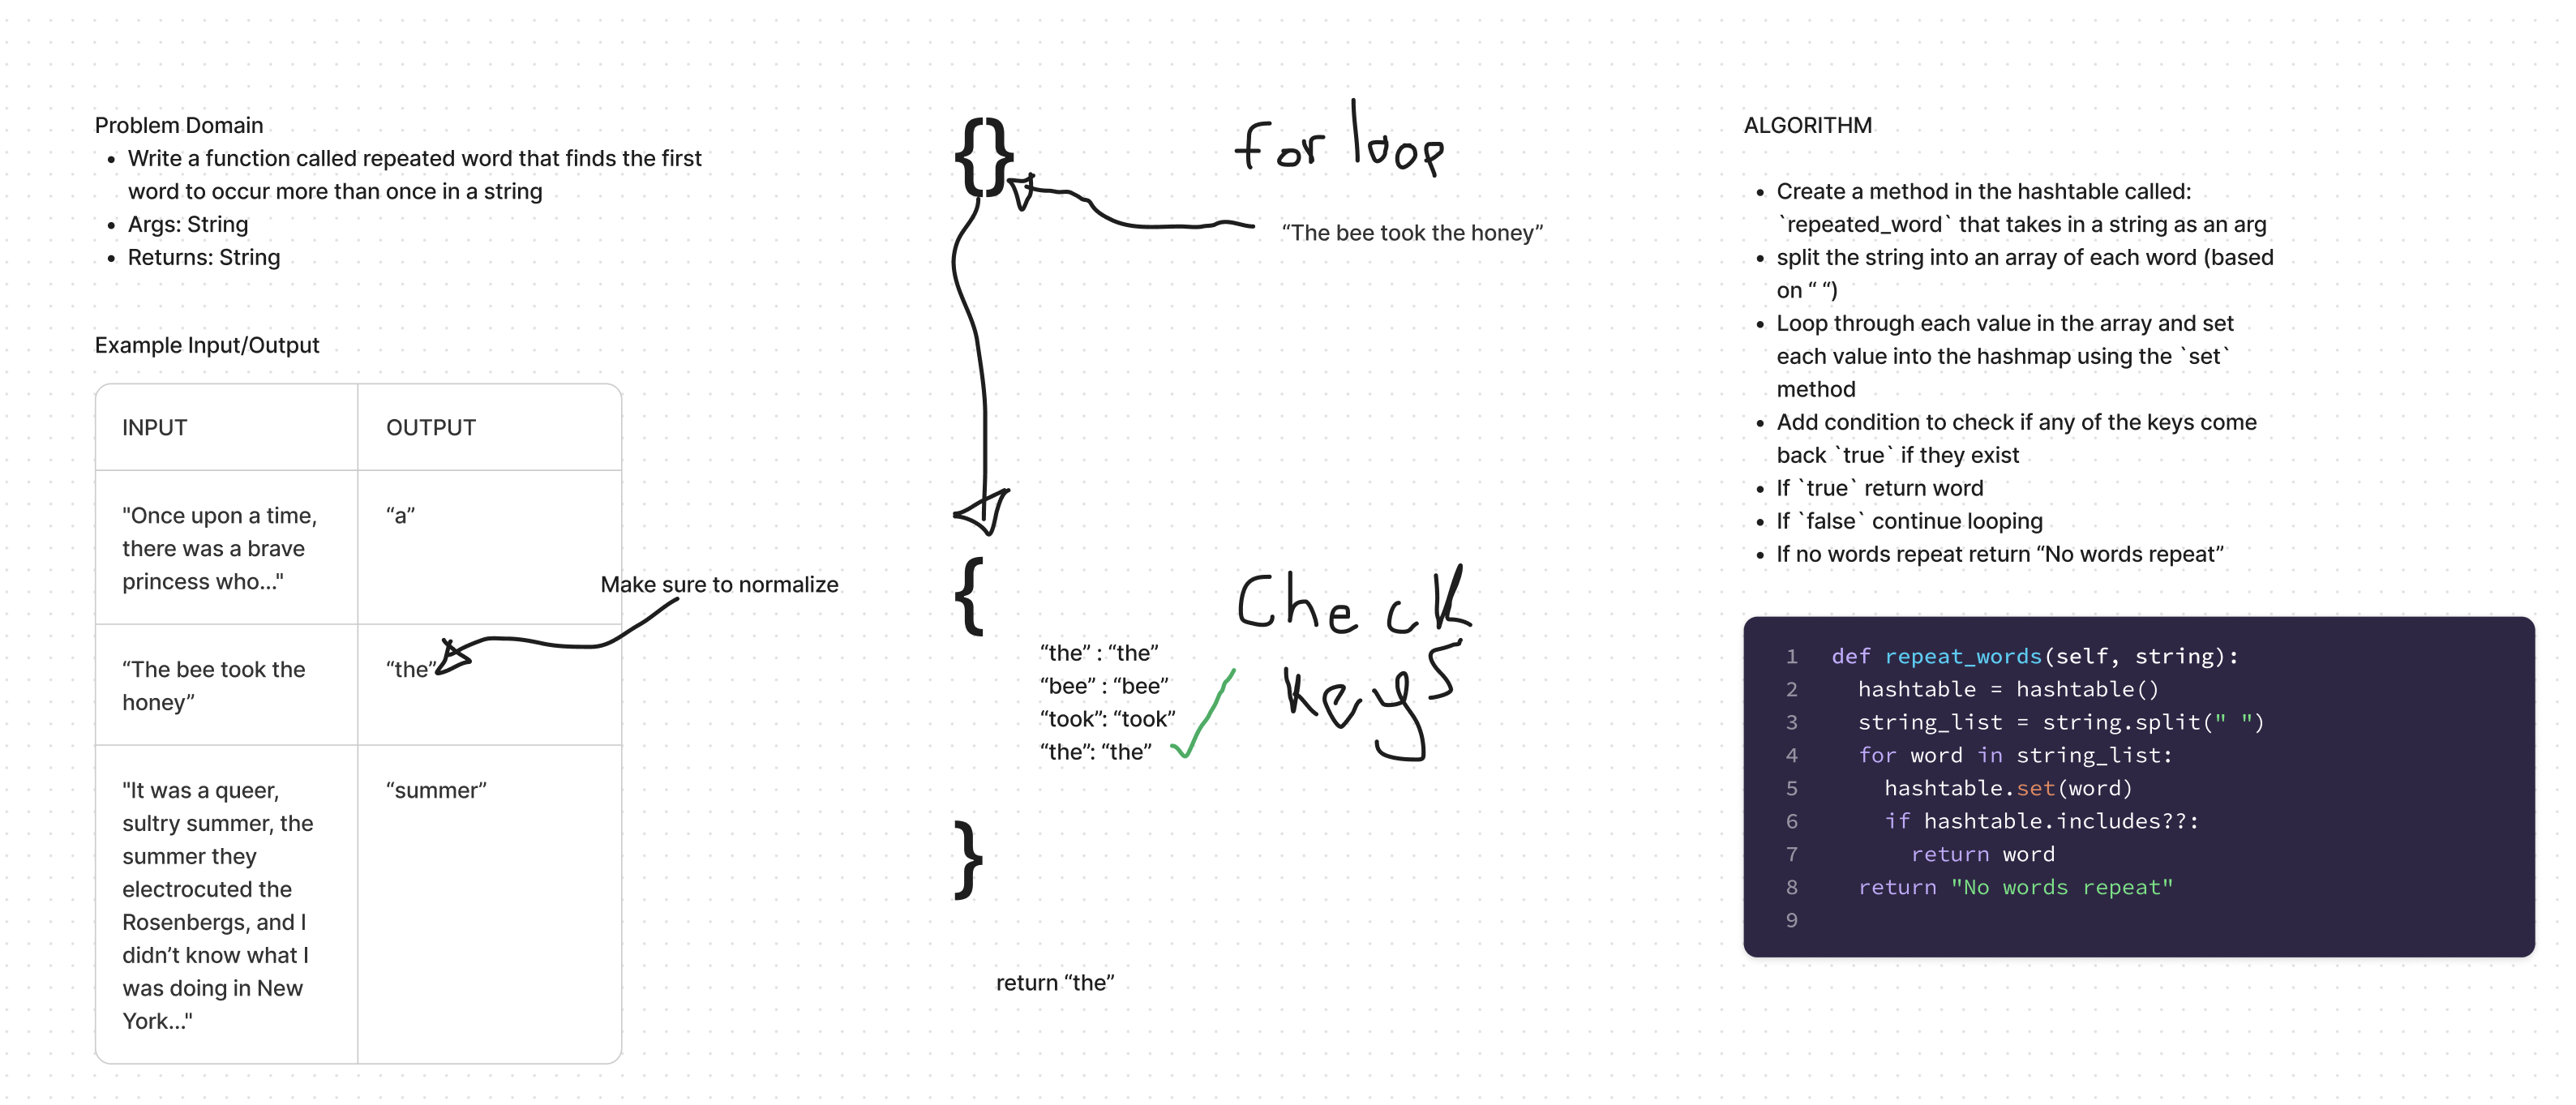 Problem Domain
• Write a function called repeated word that finds the first
word to occur more than once in a string
• Args: String
• Returns: String
Example Input/Output
INPUT
OUTPUT
"Once upon a time,
there was a brave
princess who..."
“a”
“The bee took the
honey”
“the”
"It was a queer,
sultry summer, the
summer they
electrocuted the
Rosenbergs, and I
didn’t know what I
was doing in New
York..."
“summer”
Make sure to normalize
{}
for loop
“The bee took the honey”
{
“the” : “the”
“bee” : “bee”
“took”: “took”
“the”: “the”
Check
keys
}
return “the”
ALGORITHM
• Create a method in the hashtable called:
`repeated_word` that takes in a string as an arg
• split the string into an array of each word (based
on “ “)
• Loop through each value in the array and set
each value into the hashmap using the `set`
method
• Add condition to check if any of the keys come
back `true` if they exist
• If `true` return word
• If `false` continue looping
• If no words repeat return “No words repeat”
1 def repeat_words(self, string):
2 hashtable = hashtable()
3 string_list = string.split(" ")
4 for word in string_list:
5 hashtable.set(word)
6 if hashtable.includes??:
7 return word
8 return "No words repeat"
9